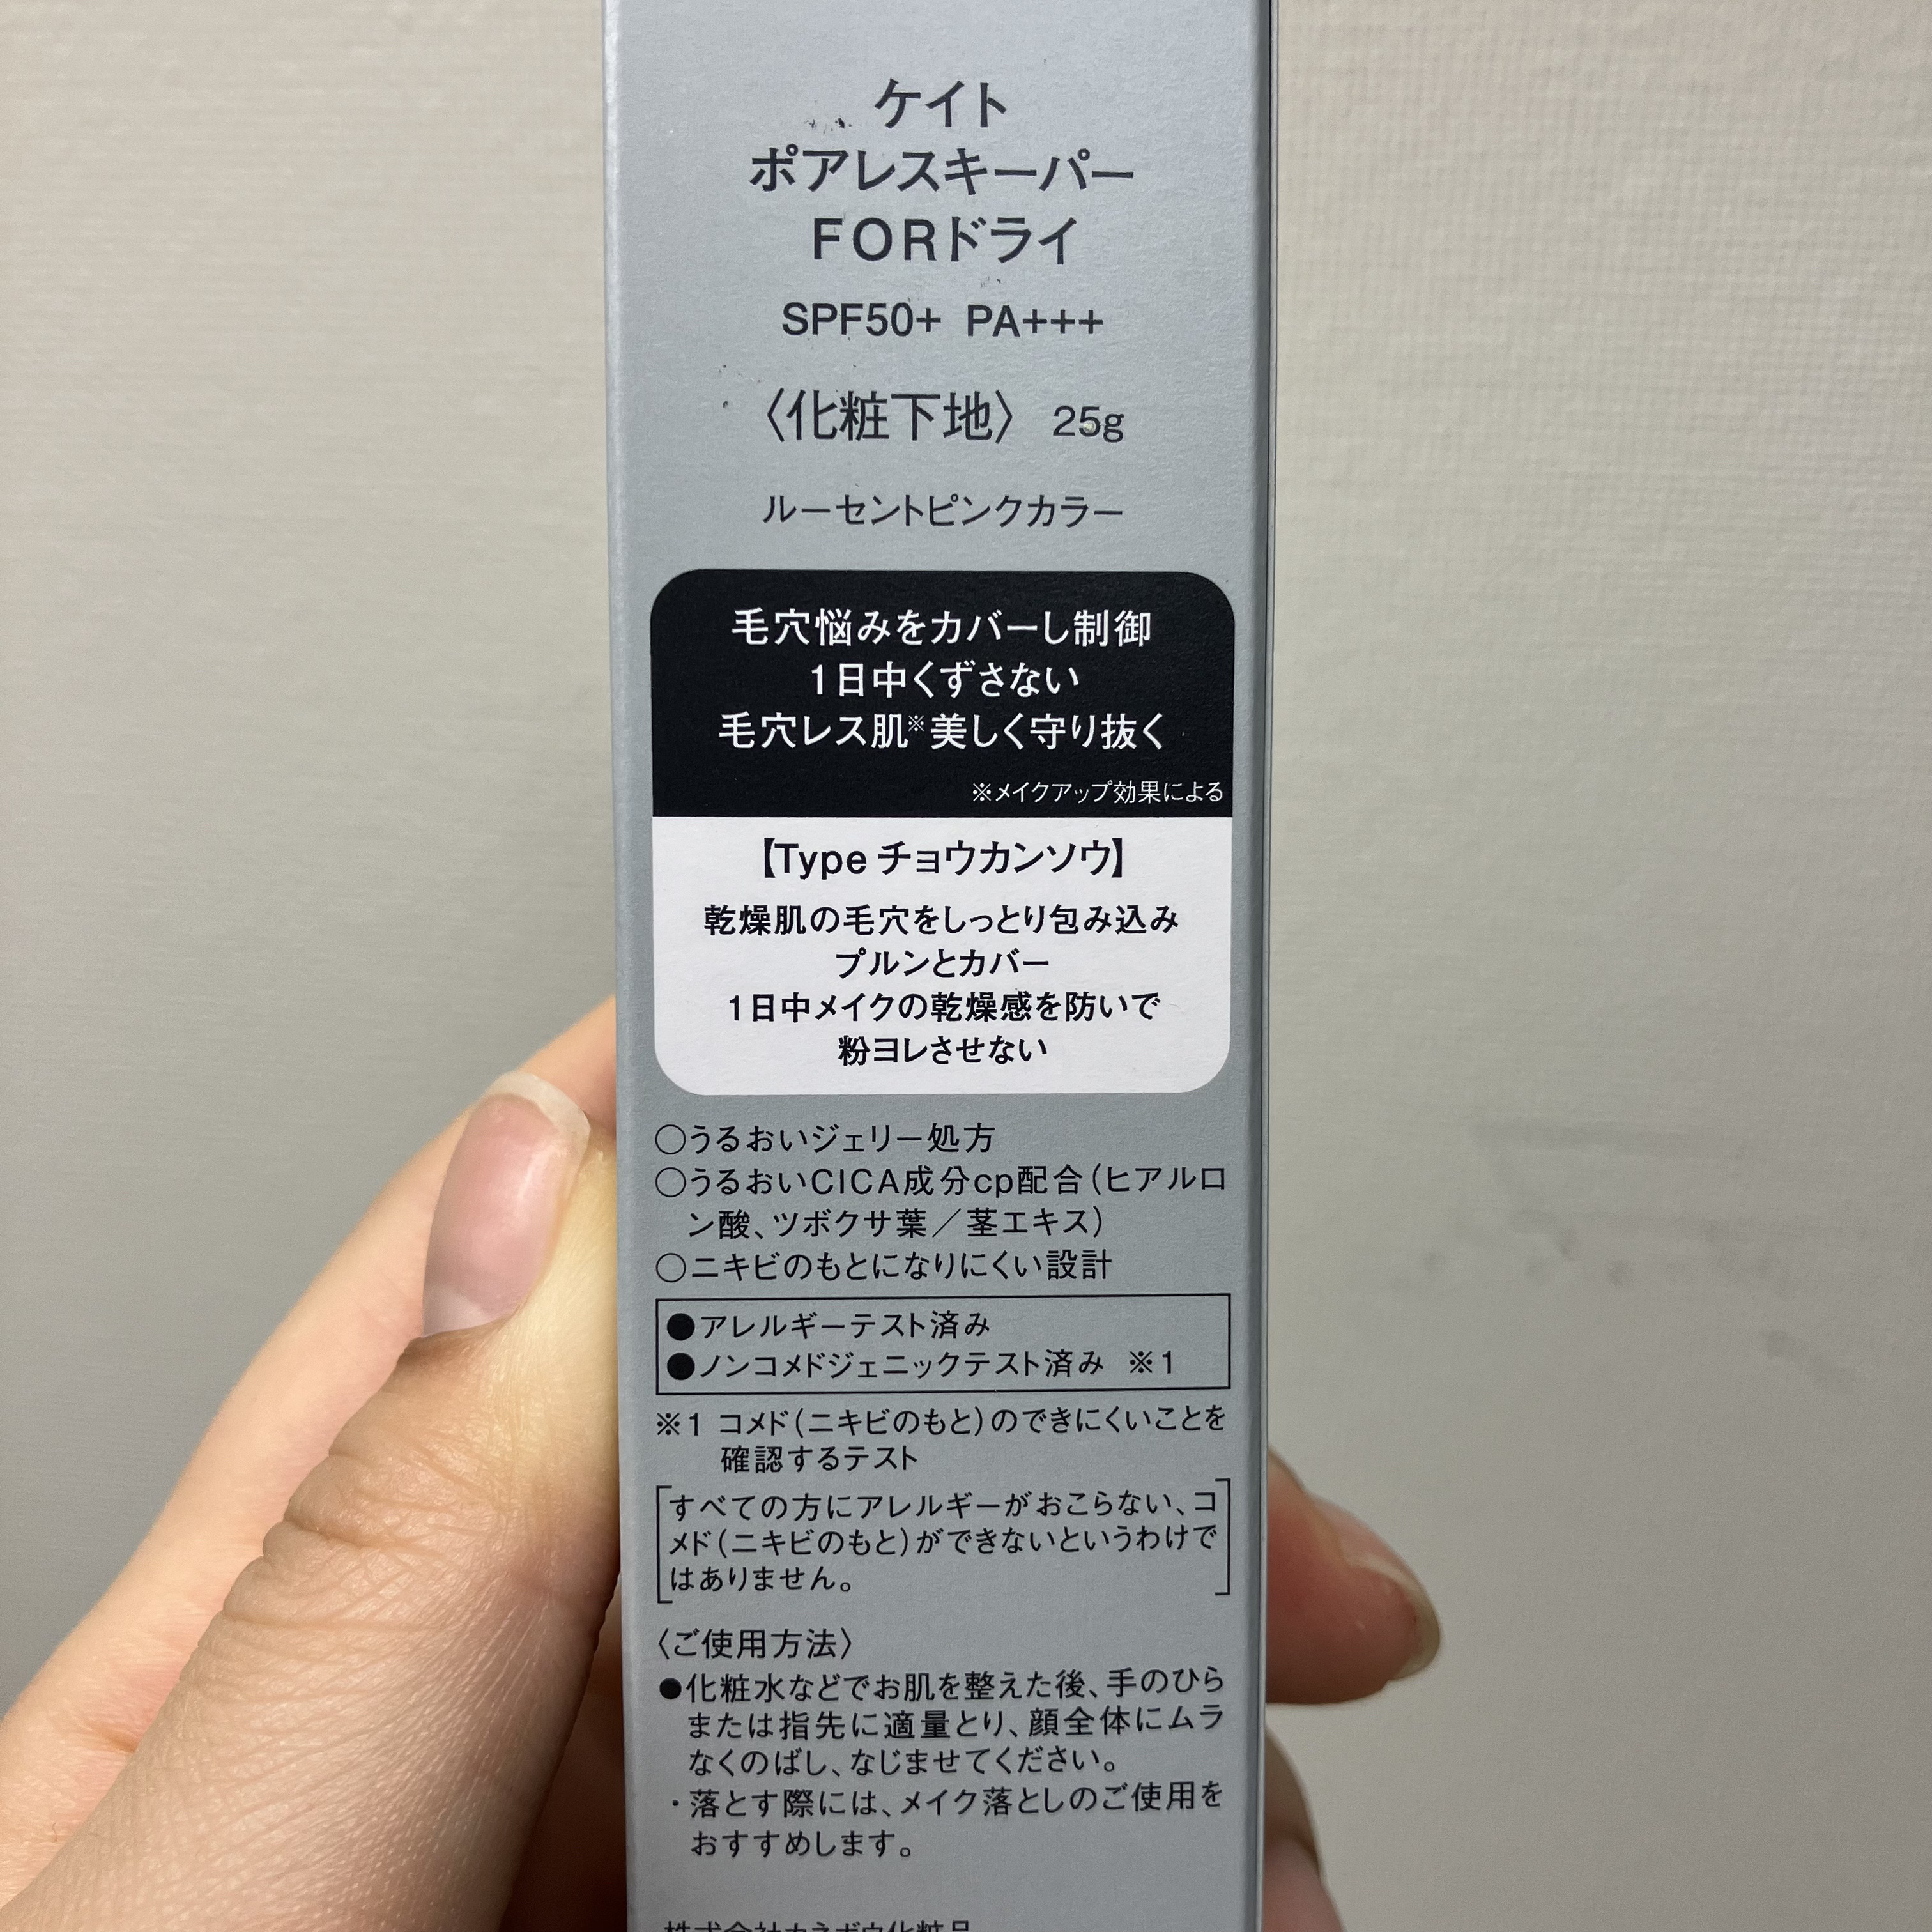 ケイト
ポアレスキーパー
FORドライ
SPF50+ PA+++
〈化粧下地〉 25g
ルーセントピンクカラー
毛穴悩みをカバーし制御
1日中くずさない
毛穴レス肌※美しく守り抜く
※メイクアップ効果による
【Type チョウカンソウ】
乾燥肌の毛穴をしっとり包み込み
プルンとカバー
1日中メイクの乾燥感を防いで
粉ヨレさせない
○うるおいジェリー処方
○うるおいCICA成分cp配合（ヒアルロ
ン酸、ツボクサ葉／茎エキス）
○ニキビのもとになりにくい設計
●アレルギーテスト済み
●ノンコメドジェニックテスト済み ※1
※1 コメド（ニキビのもと）のできにくいことを
確認するテスト
[すべての方にアレルギーがおこらない、コ
メド（ニキビのもと）ができないというわけで
はありません。]
〈ご使用方法〉
●化粧水などでお肌を整えた後、手のひら
または指先に適量とり、顔全体にムラ
なくのばし、なじませてください。
・落とす際には、メイク落としのご使用を
おすすめします。
株式会社カネボウ化粧品